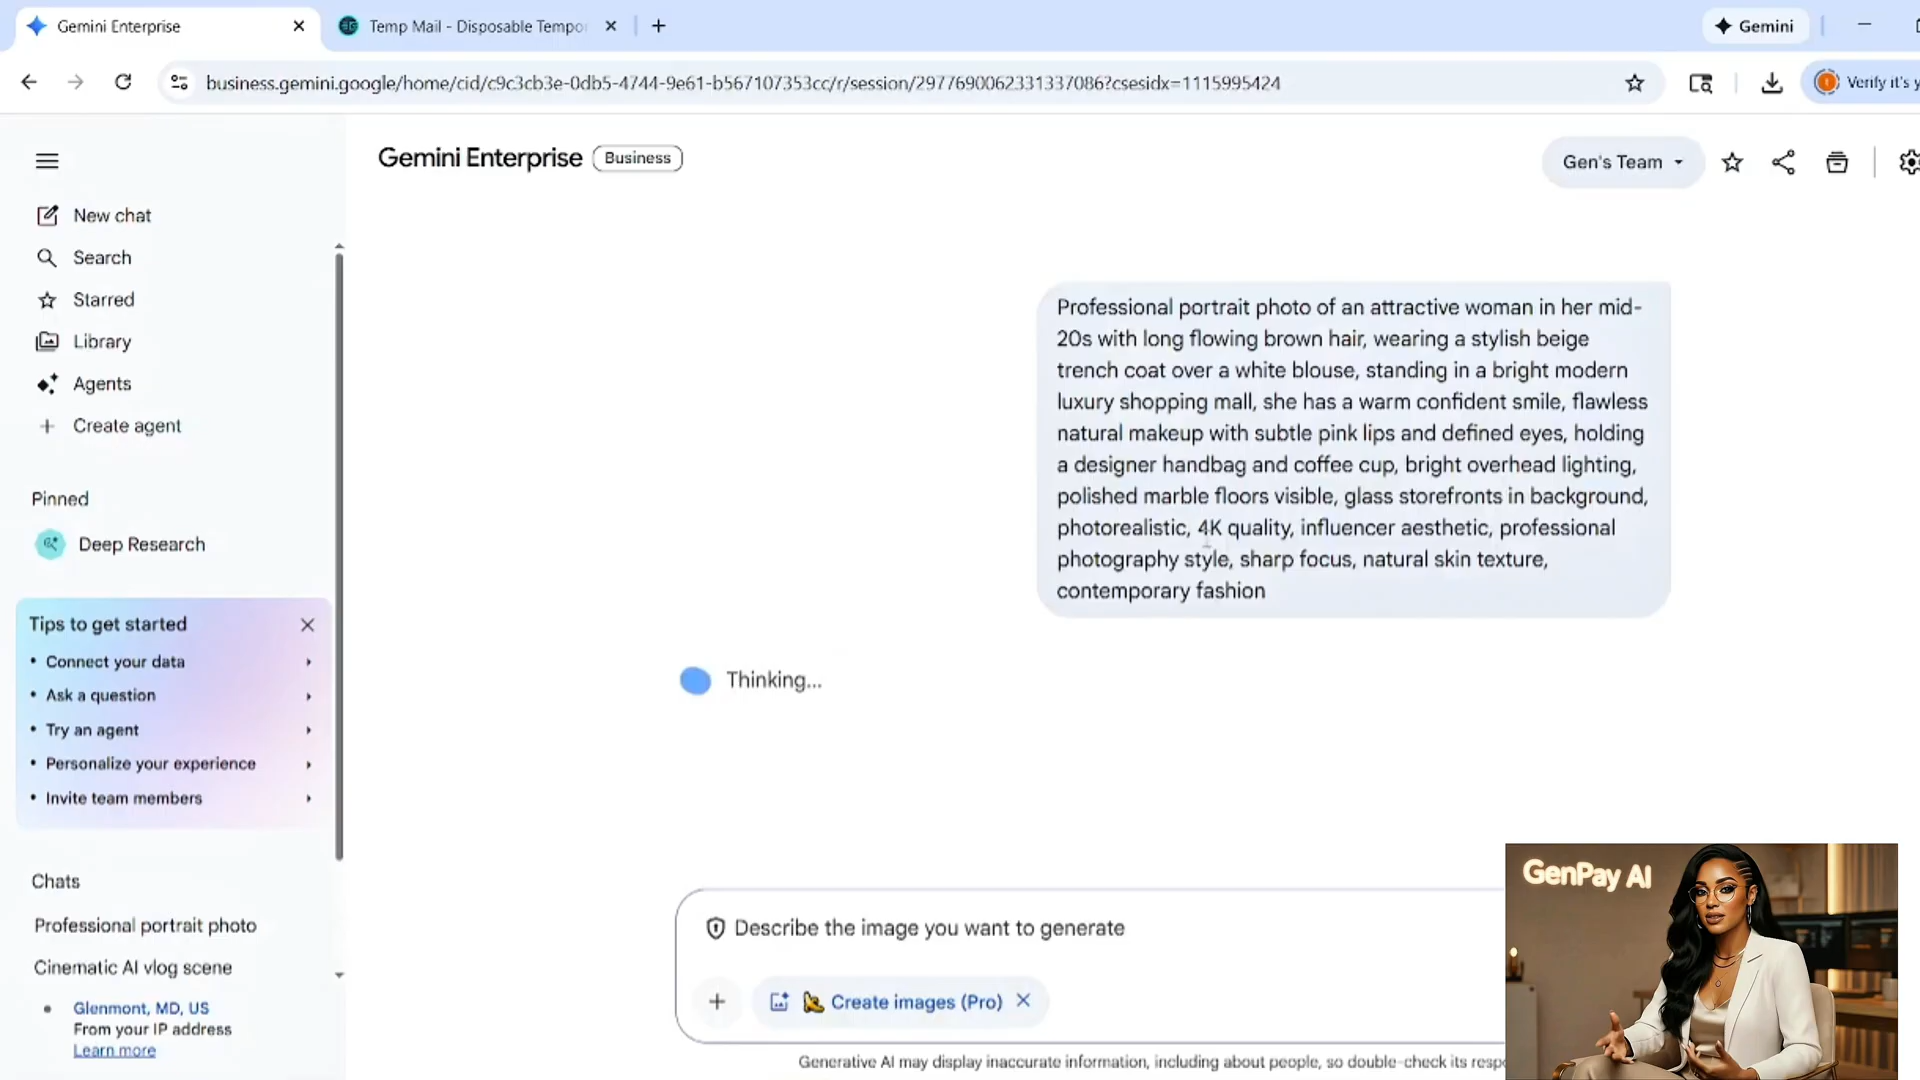 Gemini Enterprise
Temp Mail - Disposable Tempo
Gemini
business.gemini.google/home/cid/c9c3cb3e-0db5-4744-9e61-b567107353cc/r/session/2977690062331337086?csesidx=1115995424
Verify it's y
Gemini Enterprise
Business
Gen's Team
New chat
Search
Starred
Library
Agents
Create agent
Pinned
Deep Research
Tips to get started
• Connect your data
• Ask a question
• Try an agent
• Personalize your experience
• Invite team members
Chats
Professional portrait photo
Cinematic AI vlog scene
• Glenmont, MD, US
From your IP address
Learn more
Professional portrait photo of an attractive woman in her mid-
20s with long flowing brown hair, wearing a stylish beige
trench coat over a white blouse, standing in a bright modern
luxury shopping mall, she has a warm confident smile, flawless
natural makeup with subtle pink lips and defined eyes, holding
a designer handbag and coffee cup, bright overhead lighting,
polished marble floors visible, glass storefronts in background,
photorealistic, 4K quality, influencer aesthetic, professional
photography style, sharp focus, natural skin texture,
contemporary fashion
Thinking...
Describe the image you want to generate
Create images (Pro)
Generative AI may display inaccurate information, including about people, so double-check its respo
GenPay AI